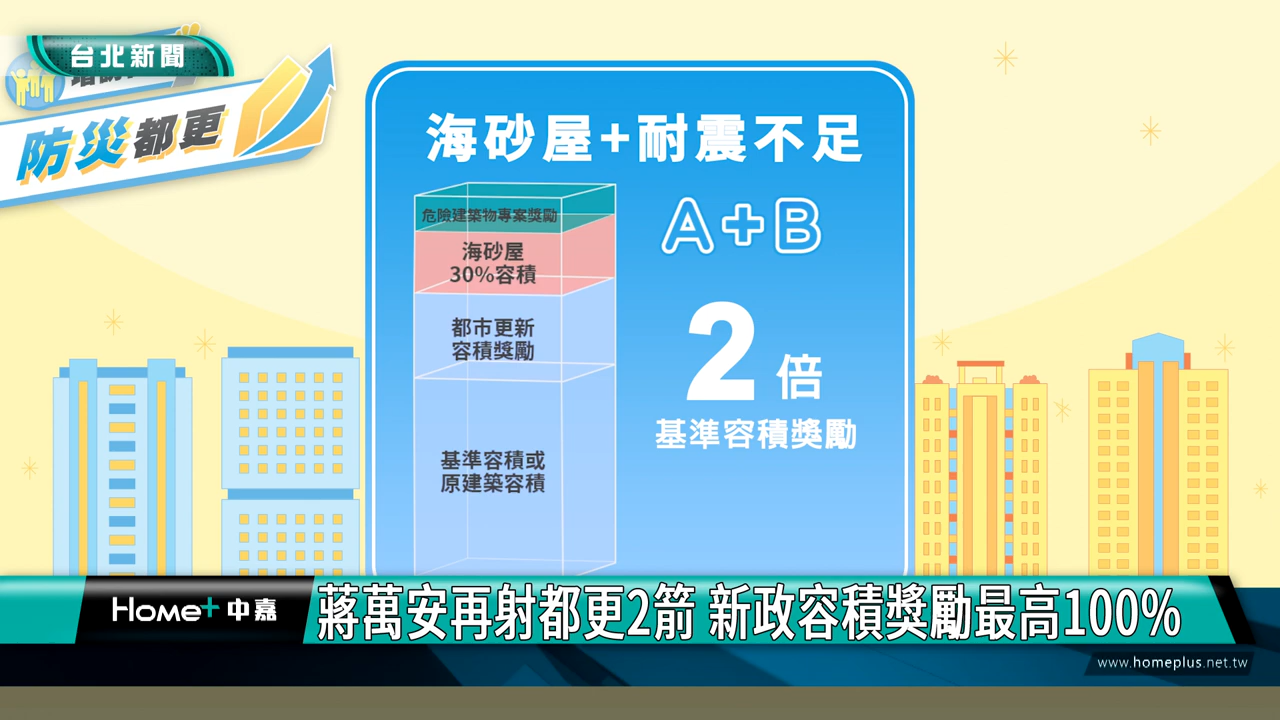 台北新聞
防災都更
海砂屋+耐震不足
危險建築物專案獎勵
海砂屋
30%容積
都市更新
容積獎勵
基準容積或
原建築容積
A+B
2倍
基準容積獎勵
Home+中嘉
蔣萬安再射都更2箭 新政容積獎勵最高100%
www.homeplus.net.tw